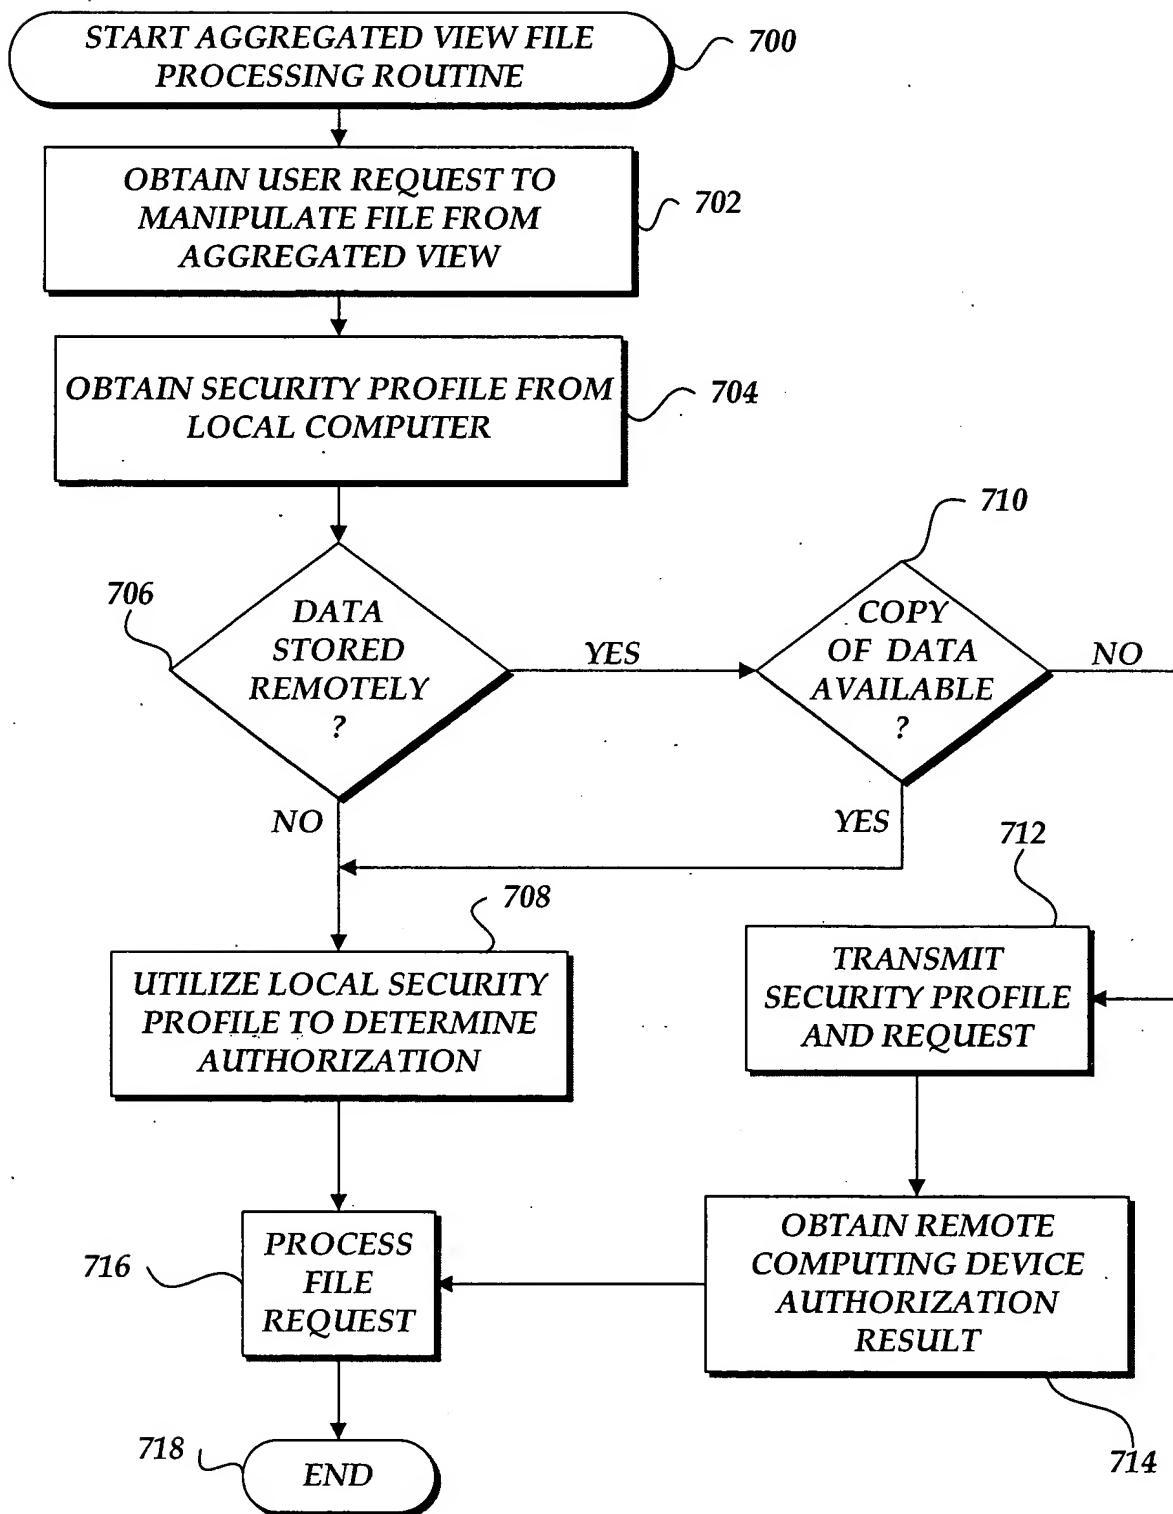 START AGGREGATED VIEW FILE
PROCESSING ROUTINE
700
OBTAIN USER REQUEST TO
MANIPULATE FILE FROM
AGGREGATED VIEW
702
OBTAIN SECURITY PROFILE FROM
LOCAL COMPUTER
704
706
DATA
STORED
REMOTELY
?
YES
NO
710
COPY
OF DATA
AVAILABLE
?
NO
YES
708
UTILIZE LOCAL SECURITY
PROFILE TO DETERMINE
AUTHORIZATION
712
TRANSMIT
SECURITY PROFILE
AND REQUEST
OBTAIN REMOTE
COMPUTING DEVICE
AUTHORIZATION
RESULT
714
716
PROCESS
FILE
REQUEST
718
END